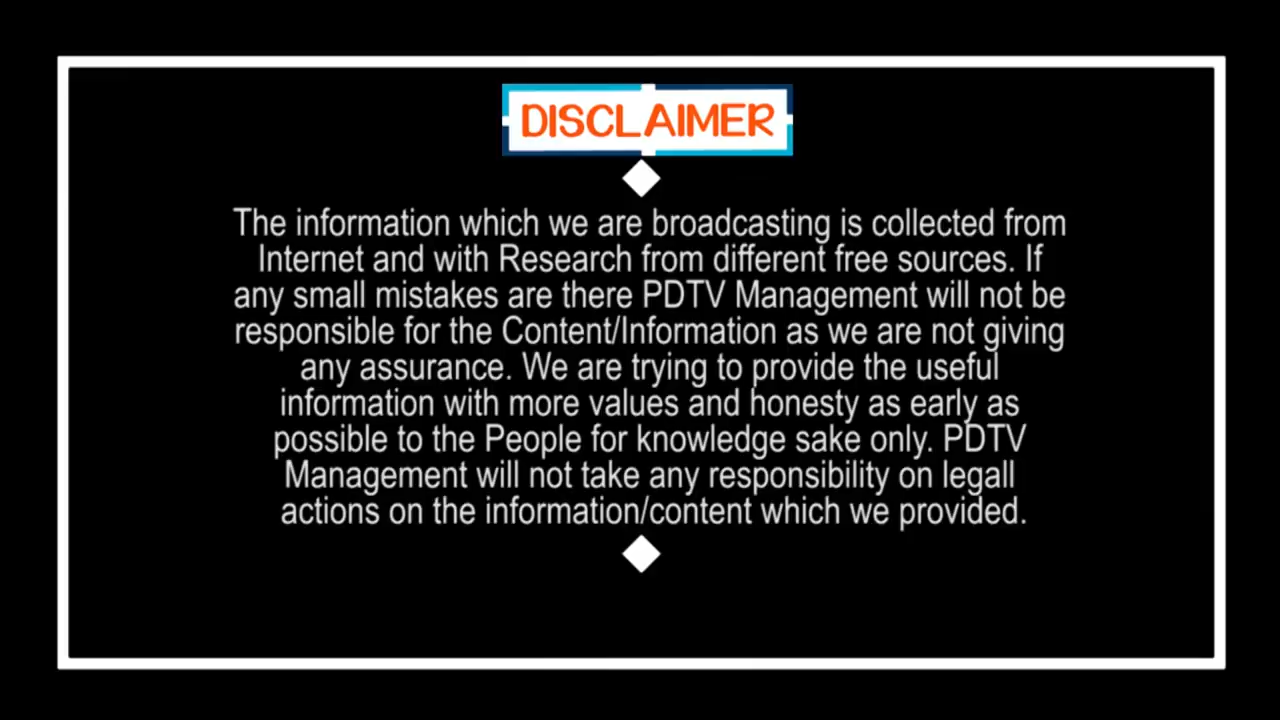 DISCLAIMER
The information which we are broadcasting is collected from
Internet and with Research from different free sources. If
any small mistakes are there PDTV Management will not be
responsible for the Content/Information as we are not giving
any assurance. We are trying to provide the useful
information with more values and honesty as early as
possible to the People for knowledge sake only. PDTV
Management will not take any responsibility on legall
actions on the information/content which we provided.